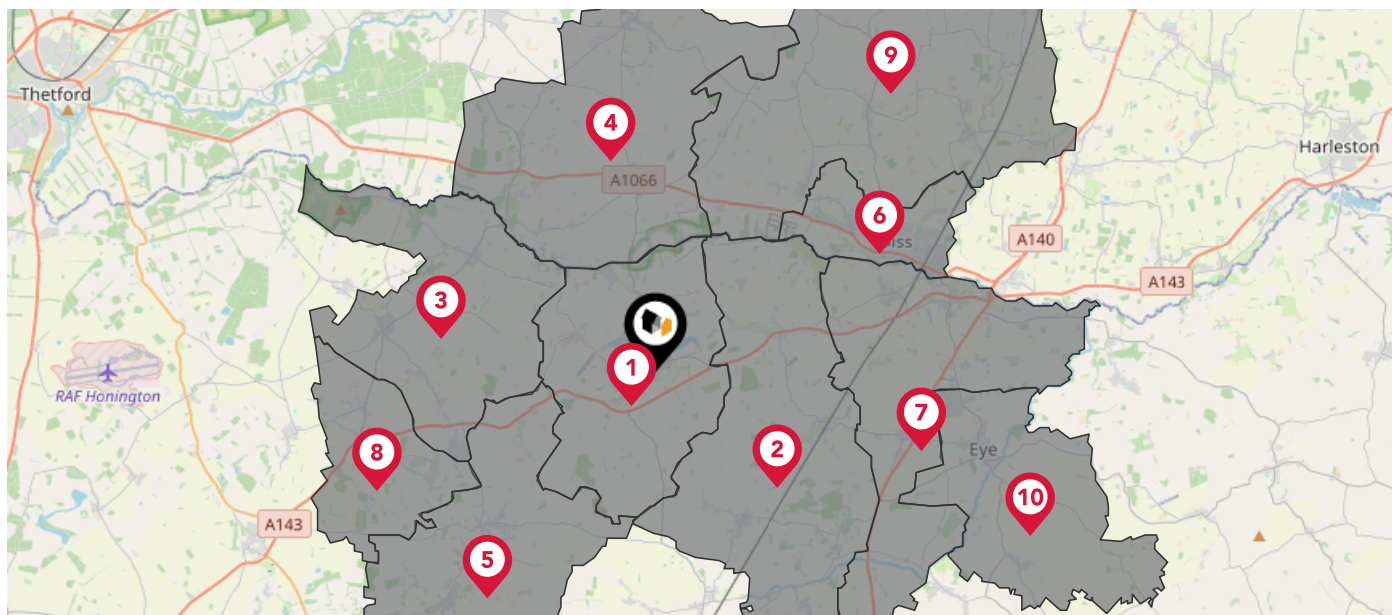 9
Thetford
4
Harleston
A1066
6
iss
A140
A143
3
1
RAF Honington
7
8
2
Eye
10
A143
5